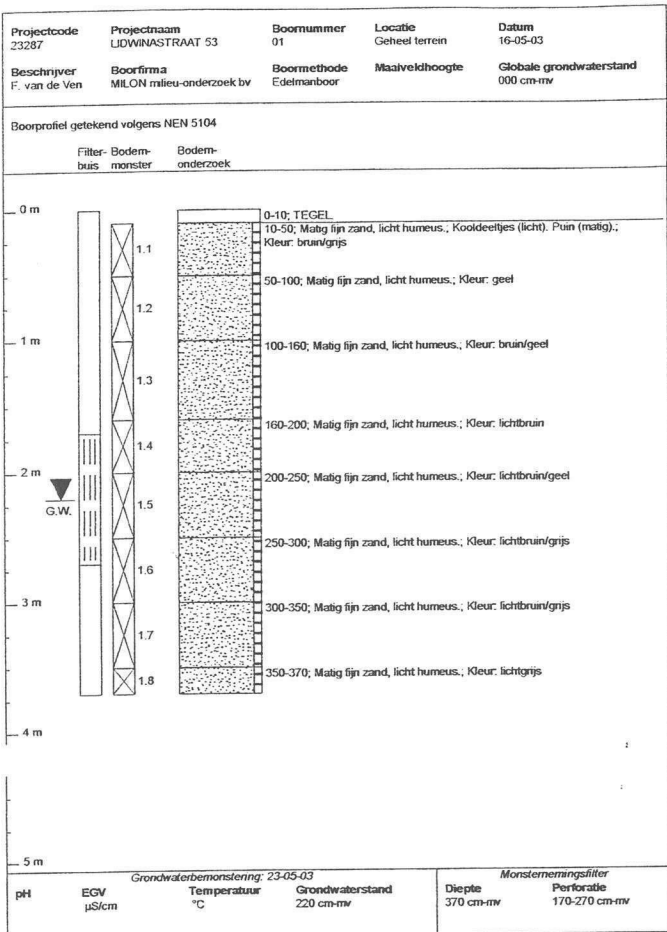 Projectcode Projectnaam Boornummer Locatie Datum
23287 LIDWINASTRAAT 53 01 Geheel terrein 16-05-03
Beschrijver Boorfirma Boormethode Maaiveldhoogte Globale grondwaterstand
F. van de Ven MILON milieu-onderzoek bv Edelmanboor 000 cm-mv
Boorprofiel getekend volgens NEN 5104
Filter- Bodem- Bodem-
buis monster onderzoek
0 m
0-10; TEGEL
10-50; Matig fijn zand, licht humeus.; Kooldeeltjes (licht). Puin (matig).;
Kleur: bruin/grijs
1.1
50-100; Matig fijn zand, licht humeus.; Kleur: geel
1.2
1 m
100-160; Matig fijn zand, licht humeus.; Kleur: bruin/geel
1.3
160-200; Matig fijn zand, licht humeus.; Kleur: lichtbruin
1.4
2 m
200-250; Matig fijn zand, licht humeus.; Kleur: lichtbruin/geel
G.W.
1.5
250-300; Matig fijn zand, licht humeus.; Kleur: lichtbruin/grijs
1.6
3 m
300-350; Matig fijn zand, licht humeus.; Kleur: lichtbruin/grijs
1.7
350-370; Matig fijn zand, licht humeus.; Kleur: lichtgrijs
1.8
4 m
5 m
Grondwaterbemonstering: 23-05-03 Monsternemingsfilter
pH EGV Temperatuur Grondwaterstand Diepte Perforatie
µS/cm °C 220 cm-mv 370 cm-mv 170-270 cm-mv